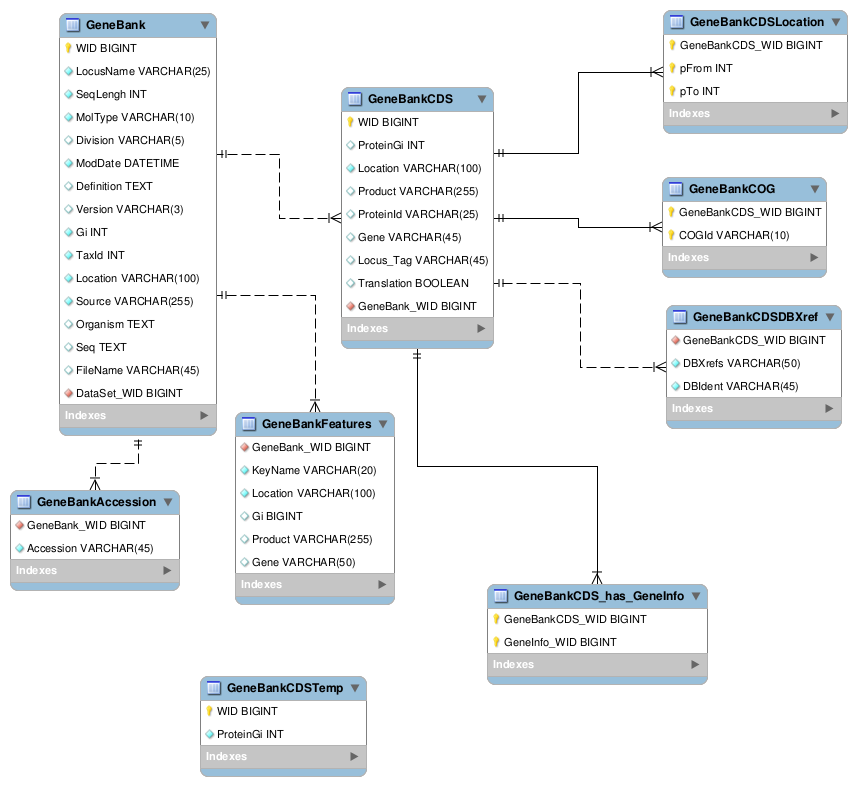 GeneBank
WID BIGINT
LocusName VARCHAR(25)
SeqLengh INT
MolType VARCHAR(10)
Division VARCHAR(5)
ModDate DATETIME
Definition TEXT
Version VARCHAR(3)
Gi INT
TaxId INT
Location VARCHAR(100)
Source VARCHAR(255)
Organism TEXT
Seq TEXT
FileName VARCHAR(45)
DataSet_WID BIGINT
Indexes
GeneBankCDS
WID BIGINT
ProteinGi INT
Location VARCHAR(100)
Product VARCHAR(255)
ProteinId VARCHAR(25)
Gene VARCHAR(45)
Locus_Tag VARCHAR(45)
Translation BOOLEAN
GeneBank_WID BIGINT
Indexes
GeneBankCDSLocation
GeneBankCDS_WID BIGINT
pFrom INT
pTo INT
Indexes
GeneBankCOG
GeneBankCDS_WID BIGINT
COGId VARCHAR(10)
Indexes
GeneBankCDSDBXref
GeneBankCDS_WID BIGINT
DBXrefs VARCHAR(50)
DBIdent VARCHAR(45)
Indexes
GeneBankFeatures
GeneBank_WID BIGINT
KeyName VARCHAR(20)
Location VARCHAR(100)
Gi BIGINT
Product VARCHAR(255)
Gene VARCHAR(50)
Indexes
GeneBankAccession
GeneBank_WID BIGINT
Accession VARCHAR(45)
Indexes
GeneBankCDS_has_GeneInfo
GeneBankCDS_WID BIGINT
GeneInfo_WID BIGINT
Indexes
GeneBankCDSTemp
WID BIGINT
ProteinGi INT
Indexes